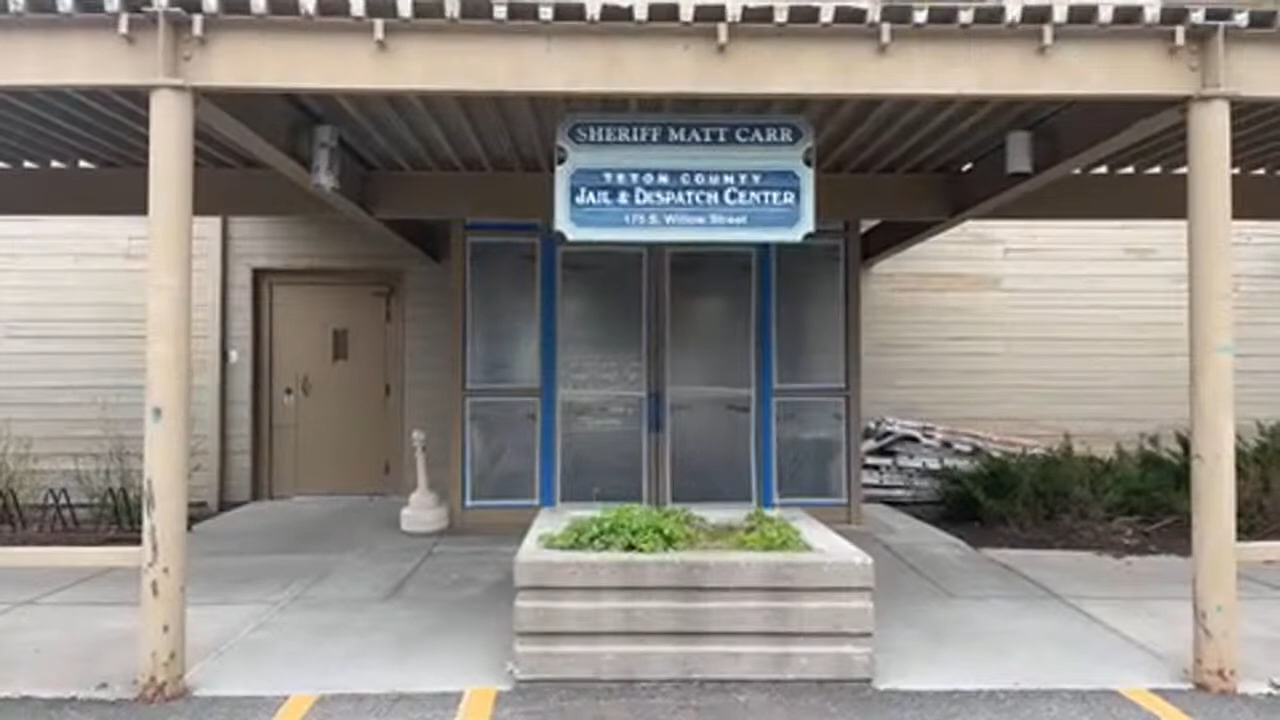 SHERIFF MATT CARR
TETON COUNTY
JAIL & DISPATCH CENTER
175 S. Willow Street